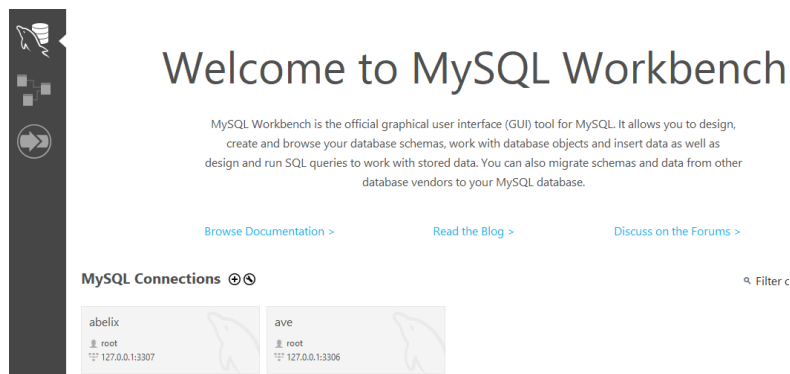 Welcome to MySQL Workbench
MySQL Workbench is the official graphical user interface (GUI) tool for MySQL. It allows you to design,
create and browse your database schemas, work with database objects and insert data as well as
design and run SQL queries to work with stored data. You can also migrate schemas and data from other
database vendors to your MySQL database.
Browse Documentation >
Read the Blog >
Discuss on the Forums >
MySQL Connections
Filter c
abelix
root
127.0.0.1:3307
ave
root
127.0.0.1:3306